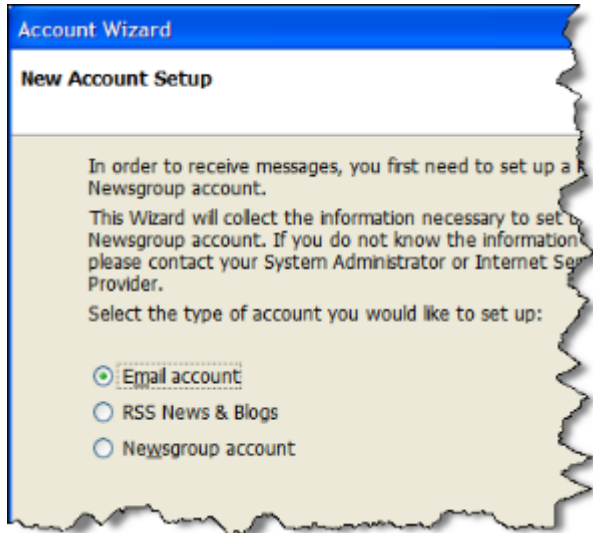 Account Wizard
New Account Setup
In order to receive messages, you first need to set up a
Newsgroup account.
This Wizard will collect the information necessary to set
Newsgroup account. If you do not know the information
please contact your System Administrator or Internet
Provider.
Select the type of account you would like to set up:
Email account
RSS News & Blogs
Newsgroup account